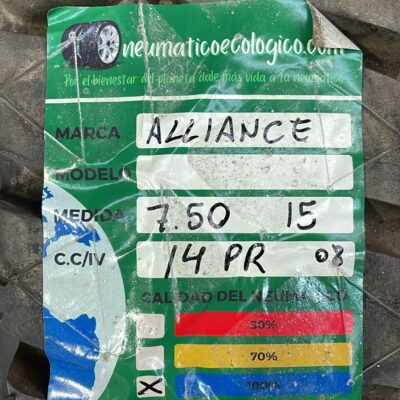 neumaticoecologico.com
Por el bienestar del planeta dale más vida a tu neumático
MARCA ALLIANCE
MODELO
MEDIDA 7.50 15
C.C/IV 14 PR 08
CALIDAD DEL NEUMÁTICO
50%
70%
X 100%